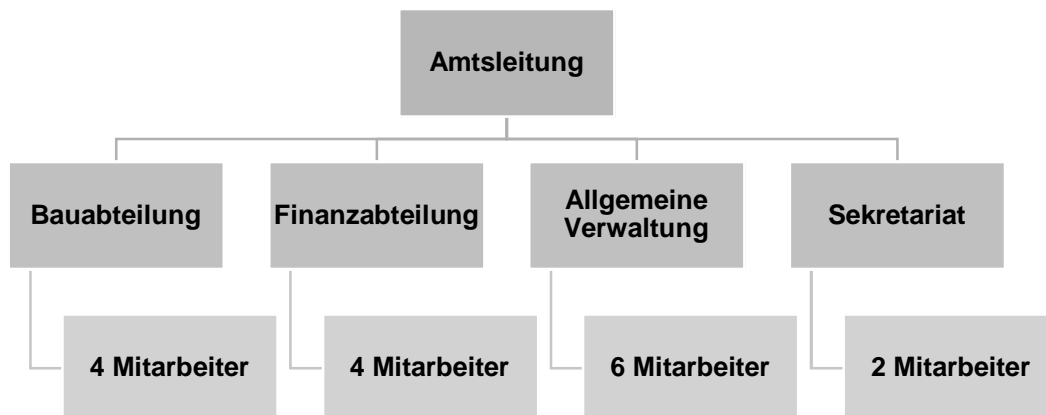 Amtsleitung
Bauabteilung
Finanzabteilung
Allgemeine
Verwaltung
Sekretariat
4 Mitarbeiter
4 Mitarbeiter
6 Mitarbeiter
2 Mitarbeiter